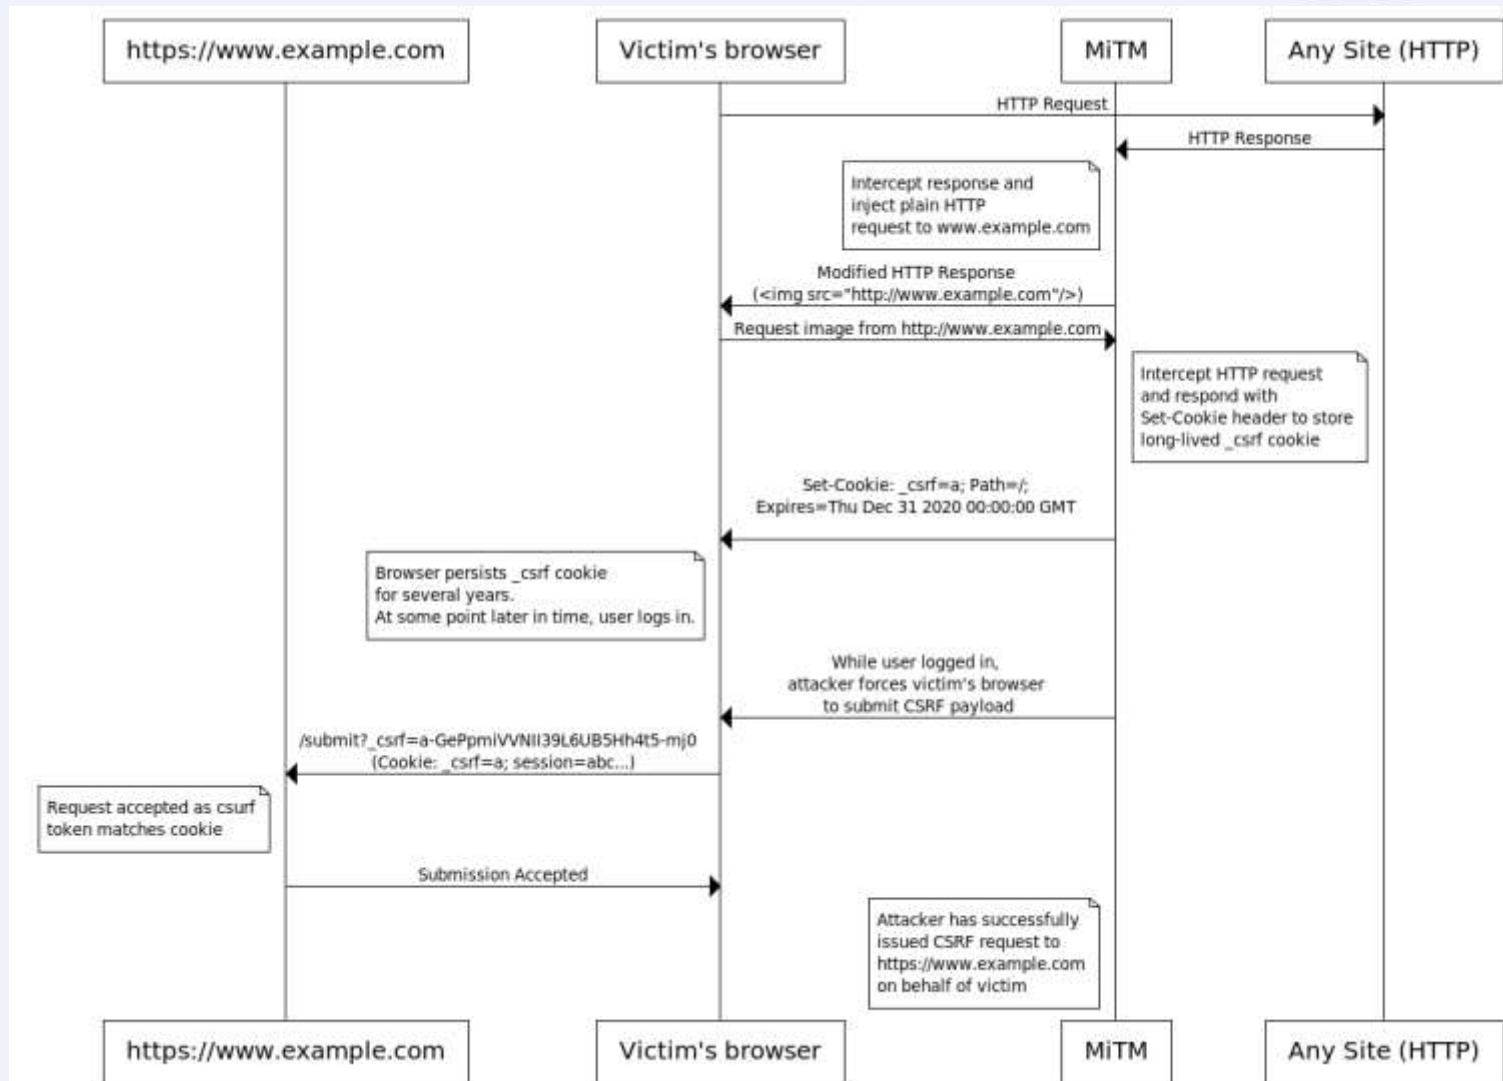 https://www.example.com
Victim's browser
MiTM
Any Site (HTTP)
HTTP Request
HTTP Response
Intercept response and
inject plain HTTP
request to www.example.com
Modified HTTP Response
(<img src="http://www.example.com"/>)
Request image from http://www.example.com
Intercept HTTP request
and respond with
Set-Cookie header to store
long-lived _csrf cookie
Set-Cookie: _csrf=a; Path=/;
Expires=Thu Dec 31 2020 00:00:00 GMT
Browser persists _csrf cookie
for several years.
At some point later in time, user logs in.
While user logged in,
attacker forces victim's browser
to submit CSRF payload
/submit?_csrf=a-GePpmiVVNII39L6UB5Hh4t5-mj0
(Cookie: _csrf=a; session=abc...)
Request accepted as csurf
token matches cookie
Submission Accepted
Attacker has successfully
issued CSRF request to
https://www.example.com
on behalf of victim
https://www.example.com
Victim's browser
MiTM
Any Site (HTTP)